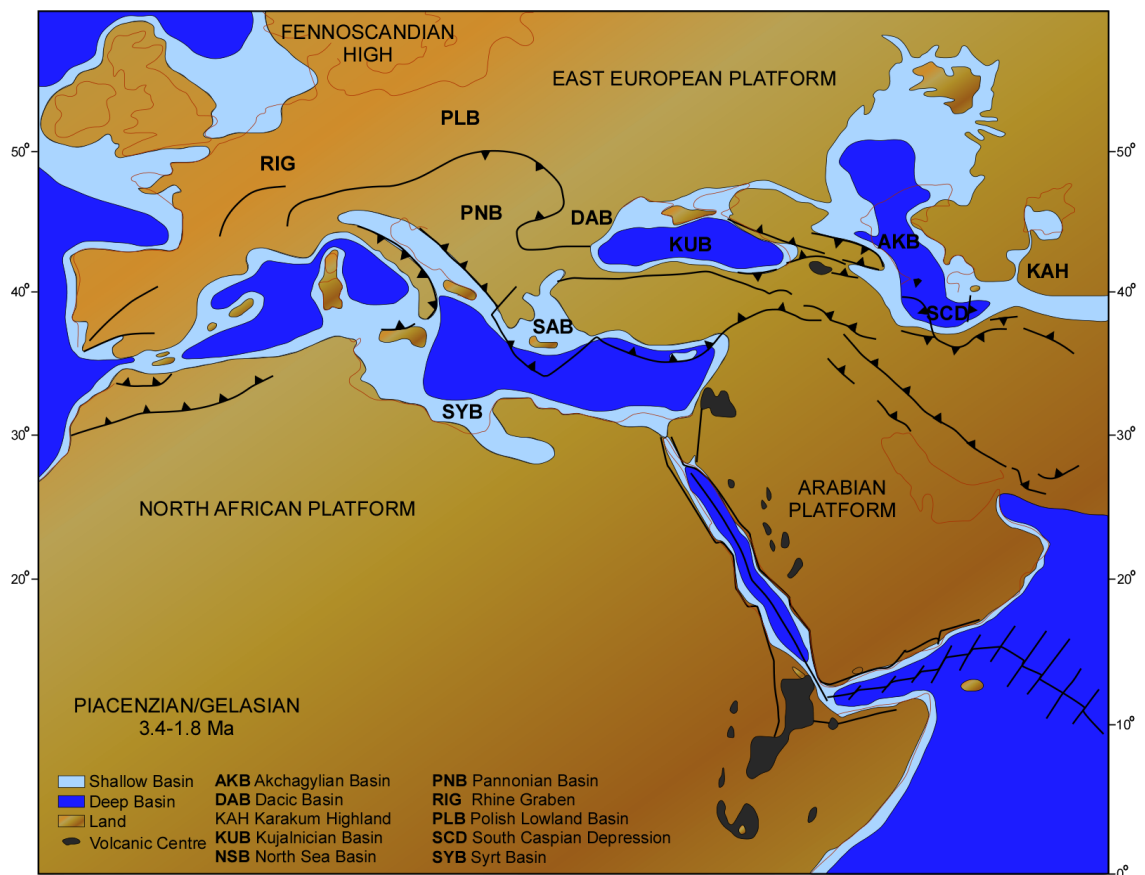 FENNOSCANDIAN
HIGH
EAST EUROPEAN PLATFORM
PLB
50°
50°
RIG
PNB
DAB
KUB
AKB
KAH
40°
40°
SCD
SAB
SYB
30°
30°
NORTH AFRICAN PLATFORM
ARABIAN
PLATFORM
20°
20°
PIACENZIAN/GELASIAN
3.4-1.8 Ma
10°
Shallow Basin
Deep Basin
Land
Volcanic Centre
AKB Akchagylian Basin
DAB Dacic Basin
KAH Karakum Highland
KUB Kujalnician Basin
NSB North Sea Basin
PNB Pannonian Basin
RIG Rhine Graben
PLB Polish Lowland Basin
SCD South Caspian Depression
SYB Syrt Basin
0°